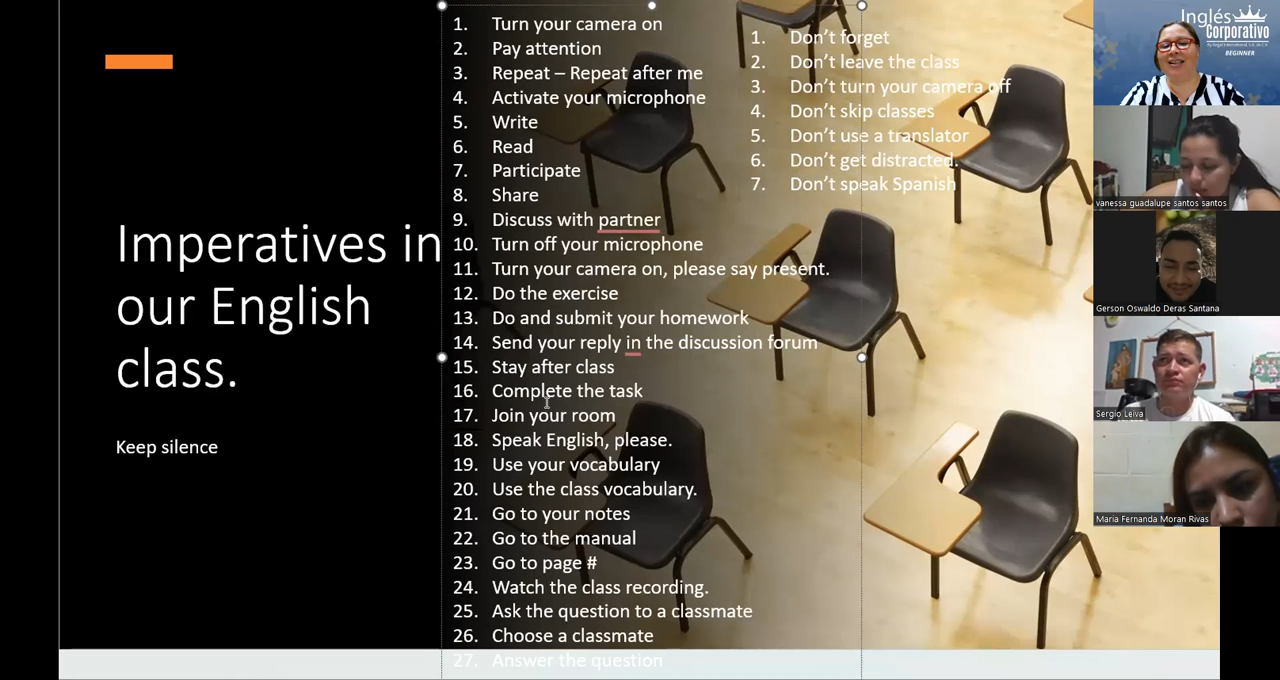 Imperatives in
our English
class.
Keep silence
1. Turn your camera on
2. Pay attention
3. Repeat – Repeat after me
4. Activate your microphone
5. Write
6. Read
7. Participate
8. Share
9. Discuss with partner
10. Turn off your microphone
11. Turn your camera on, please say present.
12. Do the exercise
13. Do and submit your homework
14. Send your reply in the discussion forum
15. Stay after class
16. Complete the task
17. Join your room
18. Speak English, please.
19. Use your vocabulary
20. Use the class vocabulary.
21. Go to your notes
22. Go to the manual
23. Go to page #
24. Watch the class recording.
25. Ask the question to a classmate
26. Choose a classmate
27. Answer the question
1. Don’t forget
2. Don’t leave the class
3. Don’t turn your camera off
4. Don’t skip classes
5. Don’t use a translator
6. Don’t get distracted.
7. Don’t speak Spanish
Inglés
Corporativo
BEGINNER
vanessa guadalupe santos santos
Gerson Oswaldo Deras Santana
Sergio Leiva
Maria Fernanda Moran Rivas